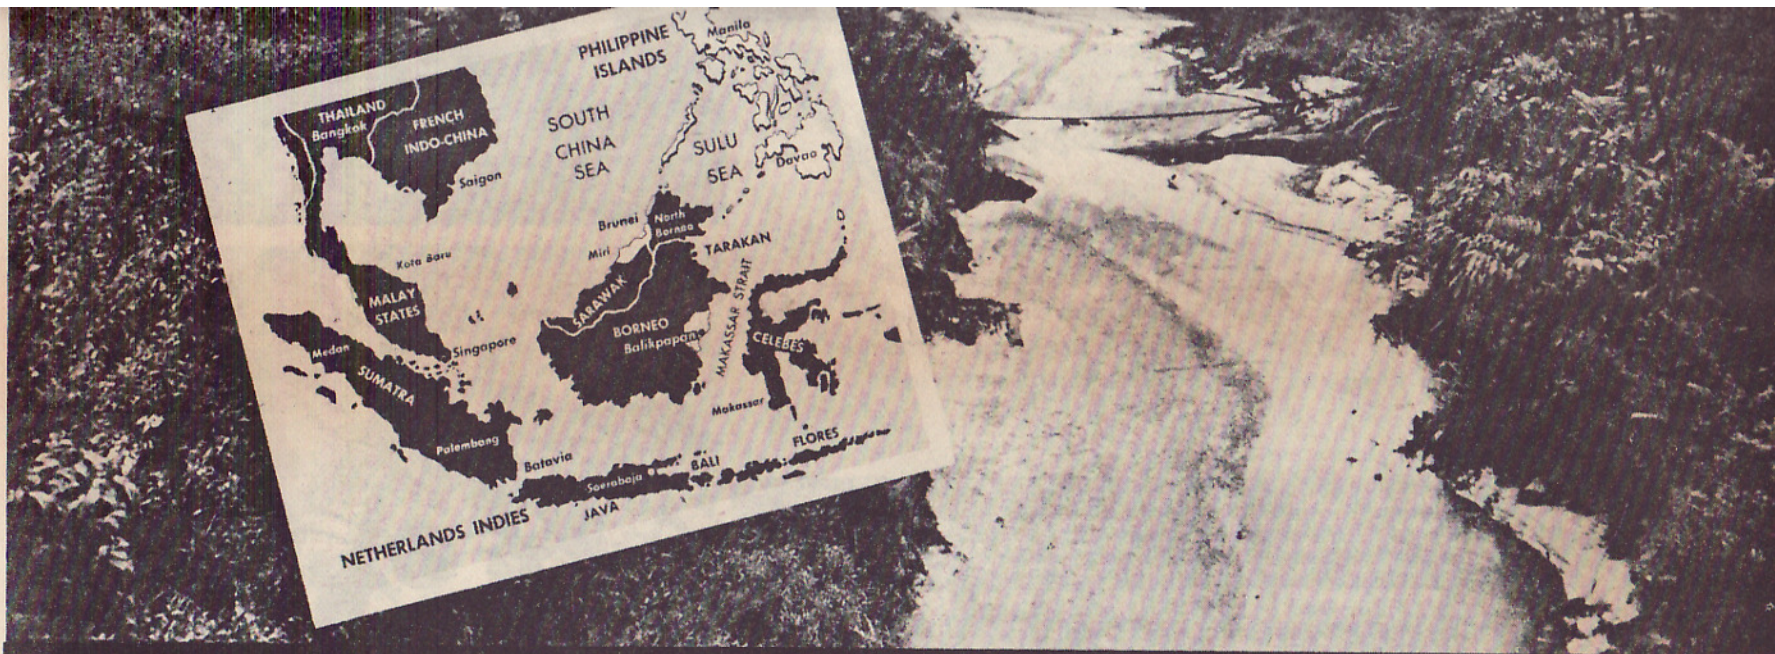 PHILIPPINE
ISLANDS
Manila
THAILAND
Bangkok
FRENCH
INDO-CHINA
SOUTH
CHINA
SEA
SULU
SEA
Davao
Saigon
Brunei
North
Borneo
Miri
TARAKAN
Kota Baru
MALAY
STATES
SARAWAK
MAKASSAR STRAIT
BORNEO
Balikpapan
CELEBES
Singapore
Medan
SUMATRA
Makassar
Palembang
Batavia
FLORES
BALI
Soerabaja
JAVA
NETHERLANDS INDIES